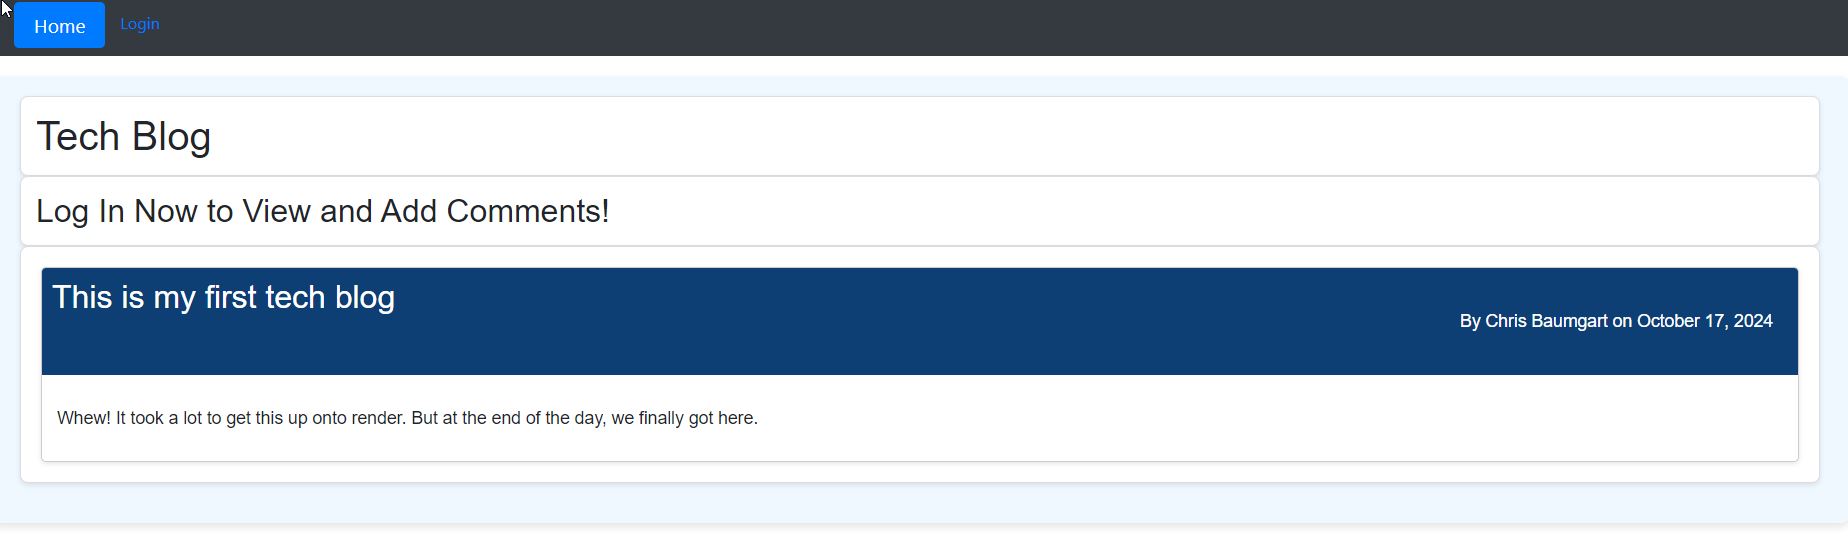 Home Login
Tech Blog
Log In Now to View and Add Comments!
This is my first tech blog
By Chris Baumgart on October 17, 2024
Whew! It took a lot to get this up onto render. But at the end of the day, we finally got here.